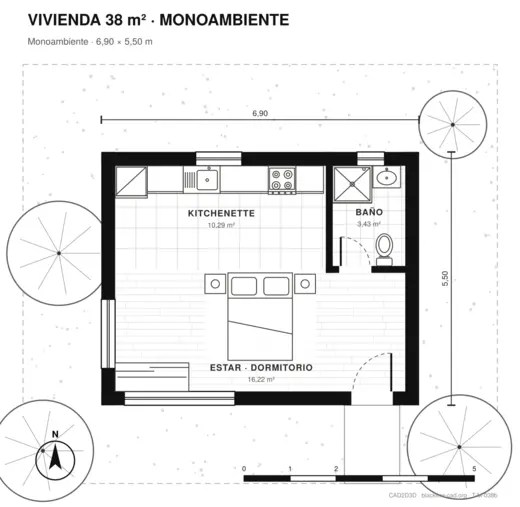 VIVIENDA 38 m² · MONOAMBIENTE
Monoambiente · 6,90 × 5,50 m
6,90
KITCHENETTE
10,29 m²
BAÑO
3,43 m²
5,50
ESTAR · DORMITORIO
16,22 m²
N
0 1 2 5
CAD2D3D